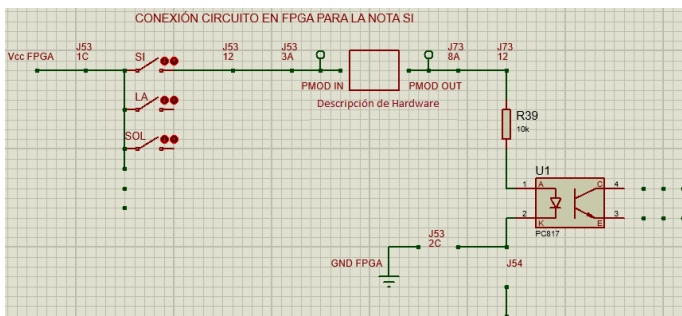 CONEXIÓN CIRCUITO EN FPGA PARA LA NOTA SI
Vcc FPGA
J53
1C
SI
J53
12
J53
3A
J73
8A
J73
12
PMOD IN
PMOD OUT
Descripción de Hardware
LA
SOL
R39
10k
U1
1
A
C
4
2
K
E
3
PC817
J53
2C
GND FPGA
J54